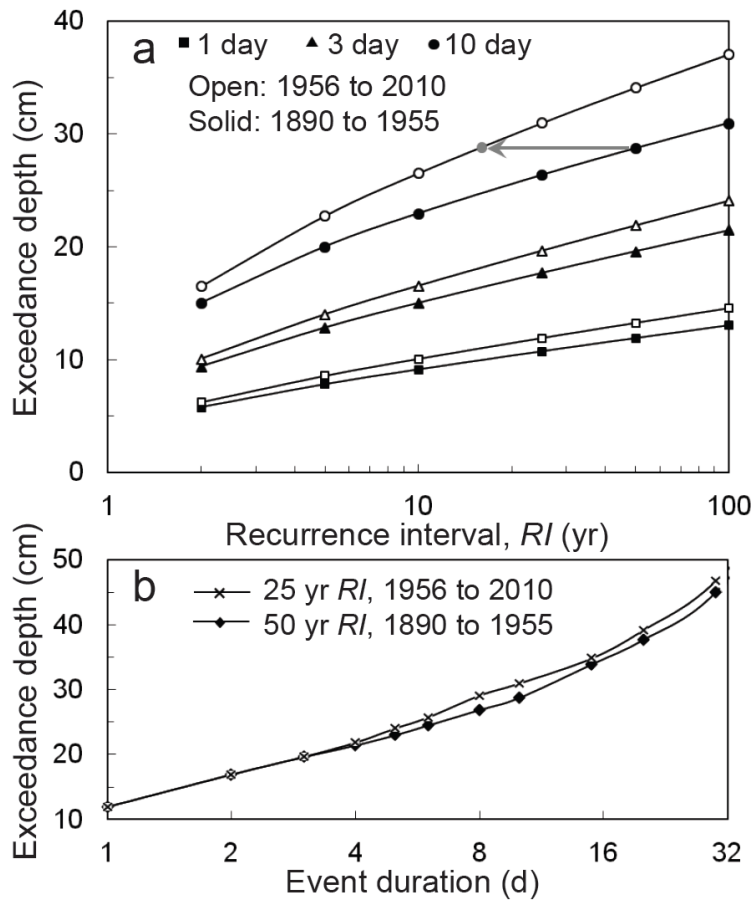 40
a
■ 1 day ▲ 3 day ● 10 day
Open: 1956 to 2010
Solid: 1890 to 1955
30
20
10
0
Exceedance depth (cm)
1 10 100
Recurrence interval, RI (yr)
50
b
25 yr RI, 1956 to 2010
50 yr RI, 1890 to 1955
40
30
20
10
Exceedance depth (cm)
1 2 4 8 16 32
Event duration (d)